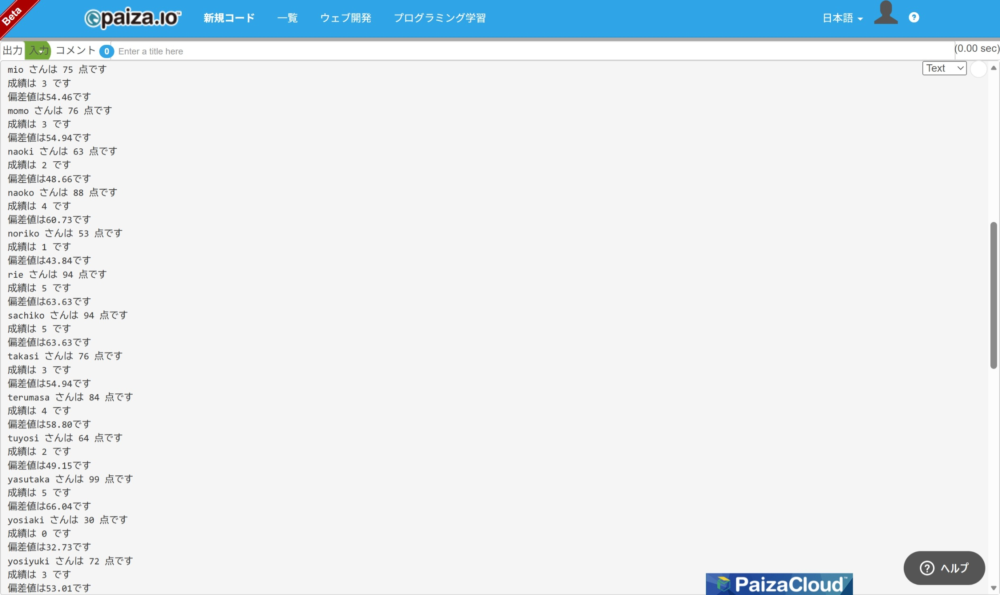 Beta
paiza.IO™ 新規コード 一覧 ウェブ開発 プログラミング学習 日本語
出力 入力 コメント 0 Enter a title here (0.00 sec)
Text
mio さんは 75 点です
成績は 3 です
偏差値は54.46です
momo さんは 76 点です
成績は 3 です
偏差値は54.94です
naoki さんは 63 点です
成績は 2 です
偏差値は48.66です
naoko さんは 88 点です
成績は 4 です
偏差値は60.73です
noriko さんは 53 点です
成績は 1 です
偏差値は43.84です
rie さんは 94 点です
成績は 5 です
偏差値は63.63です
sachiko さんは 94 点です
成績は 5 です
偏差値は63.63です
takasi さんは 76 点です
成績は 3 です
偏差値は54.94です
terumasa さんは 84 点です
成績は 4 です
偏差値は58.80です
tuyosi さんは 64 点です
成績は 2 です
偏差値は49.15です
yasutaka さんは 99 点です
成績は 5 です
偏差値は66.04です
yosiaki さんは 30 点です
成績は 0 です
偏差値は32.73です
yosiyuki さんは 72 点です
成績は 3 です
偏差値は53.01です
ヘルプ
PaizaCloud™